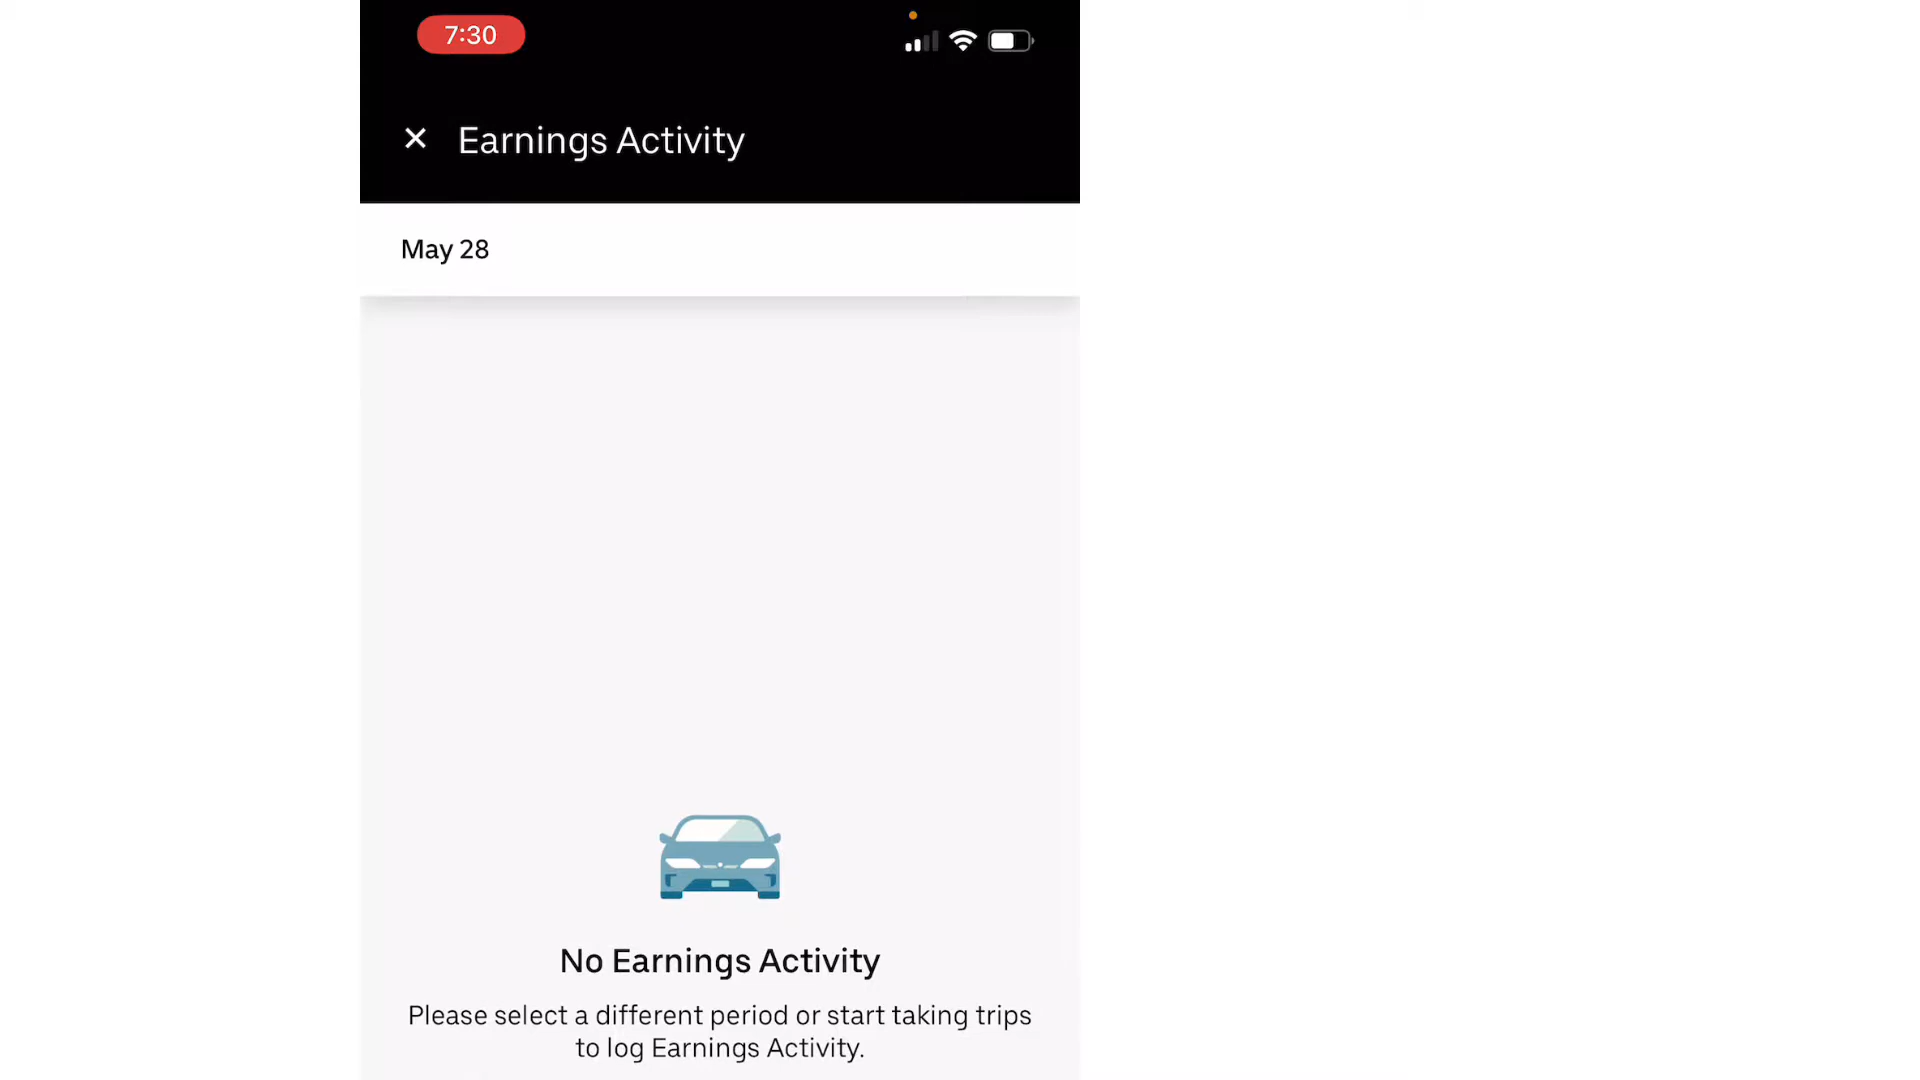 7:30
Earnings Activity
May 28
No Earnings Activity
Please select a different period or start taking trips
to log Earnings Activity.